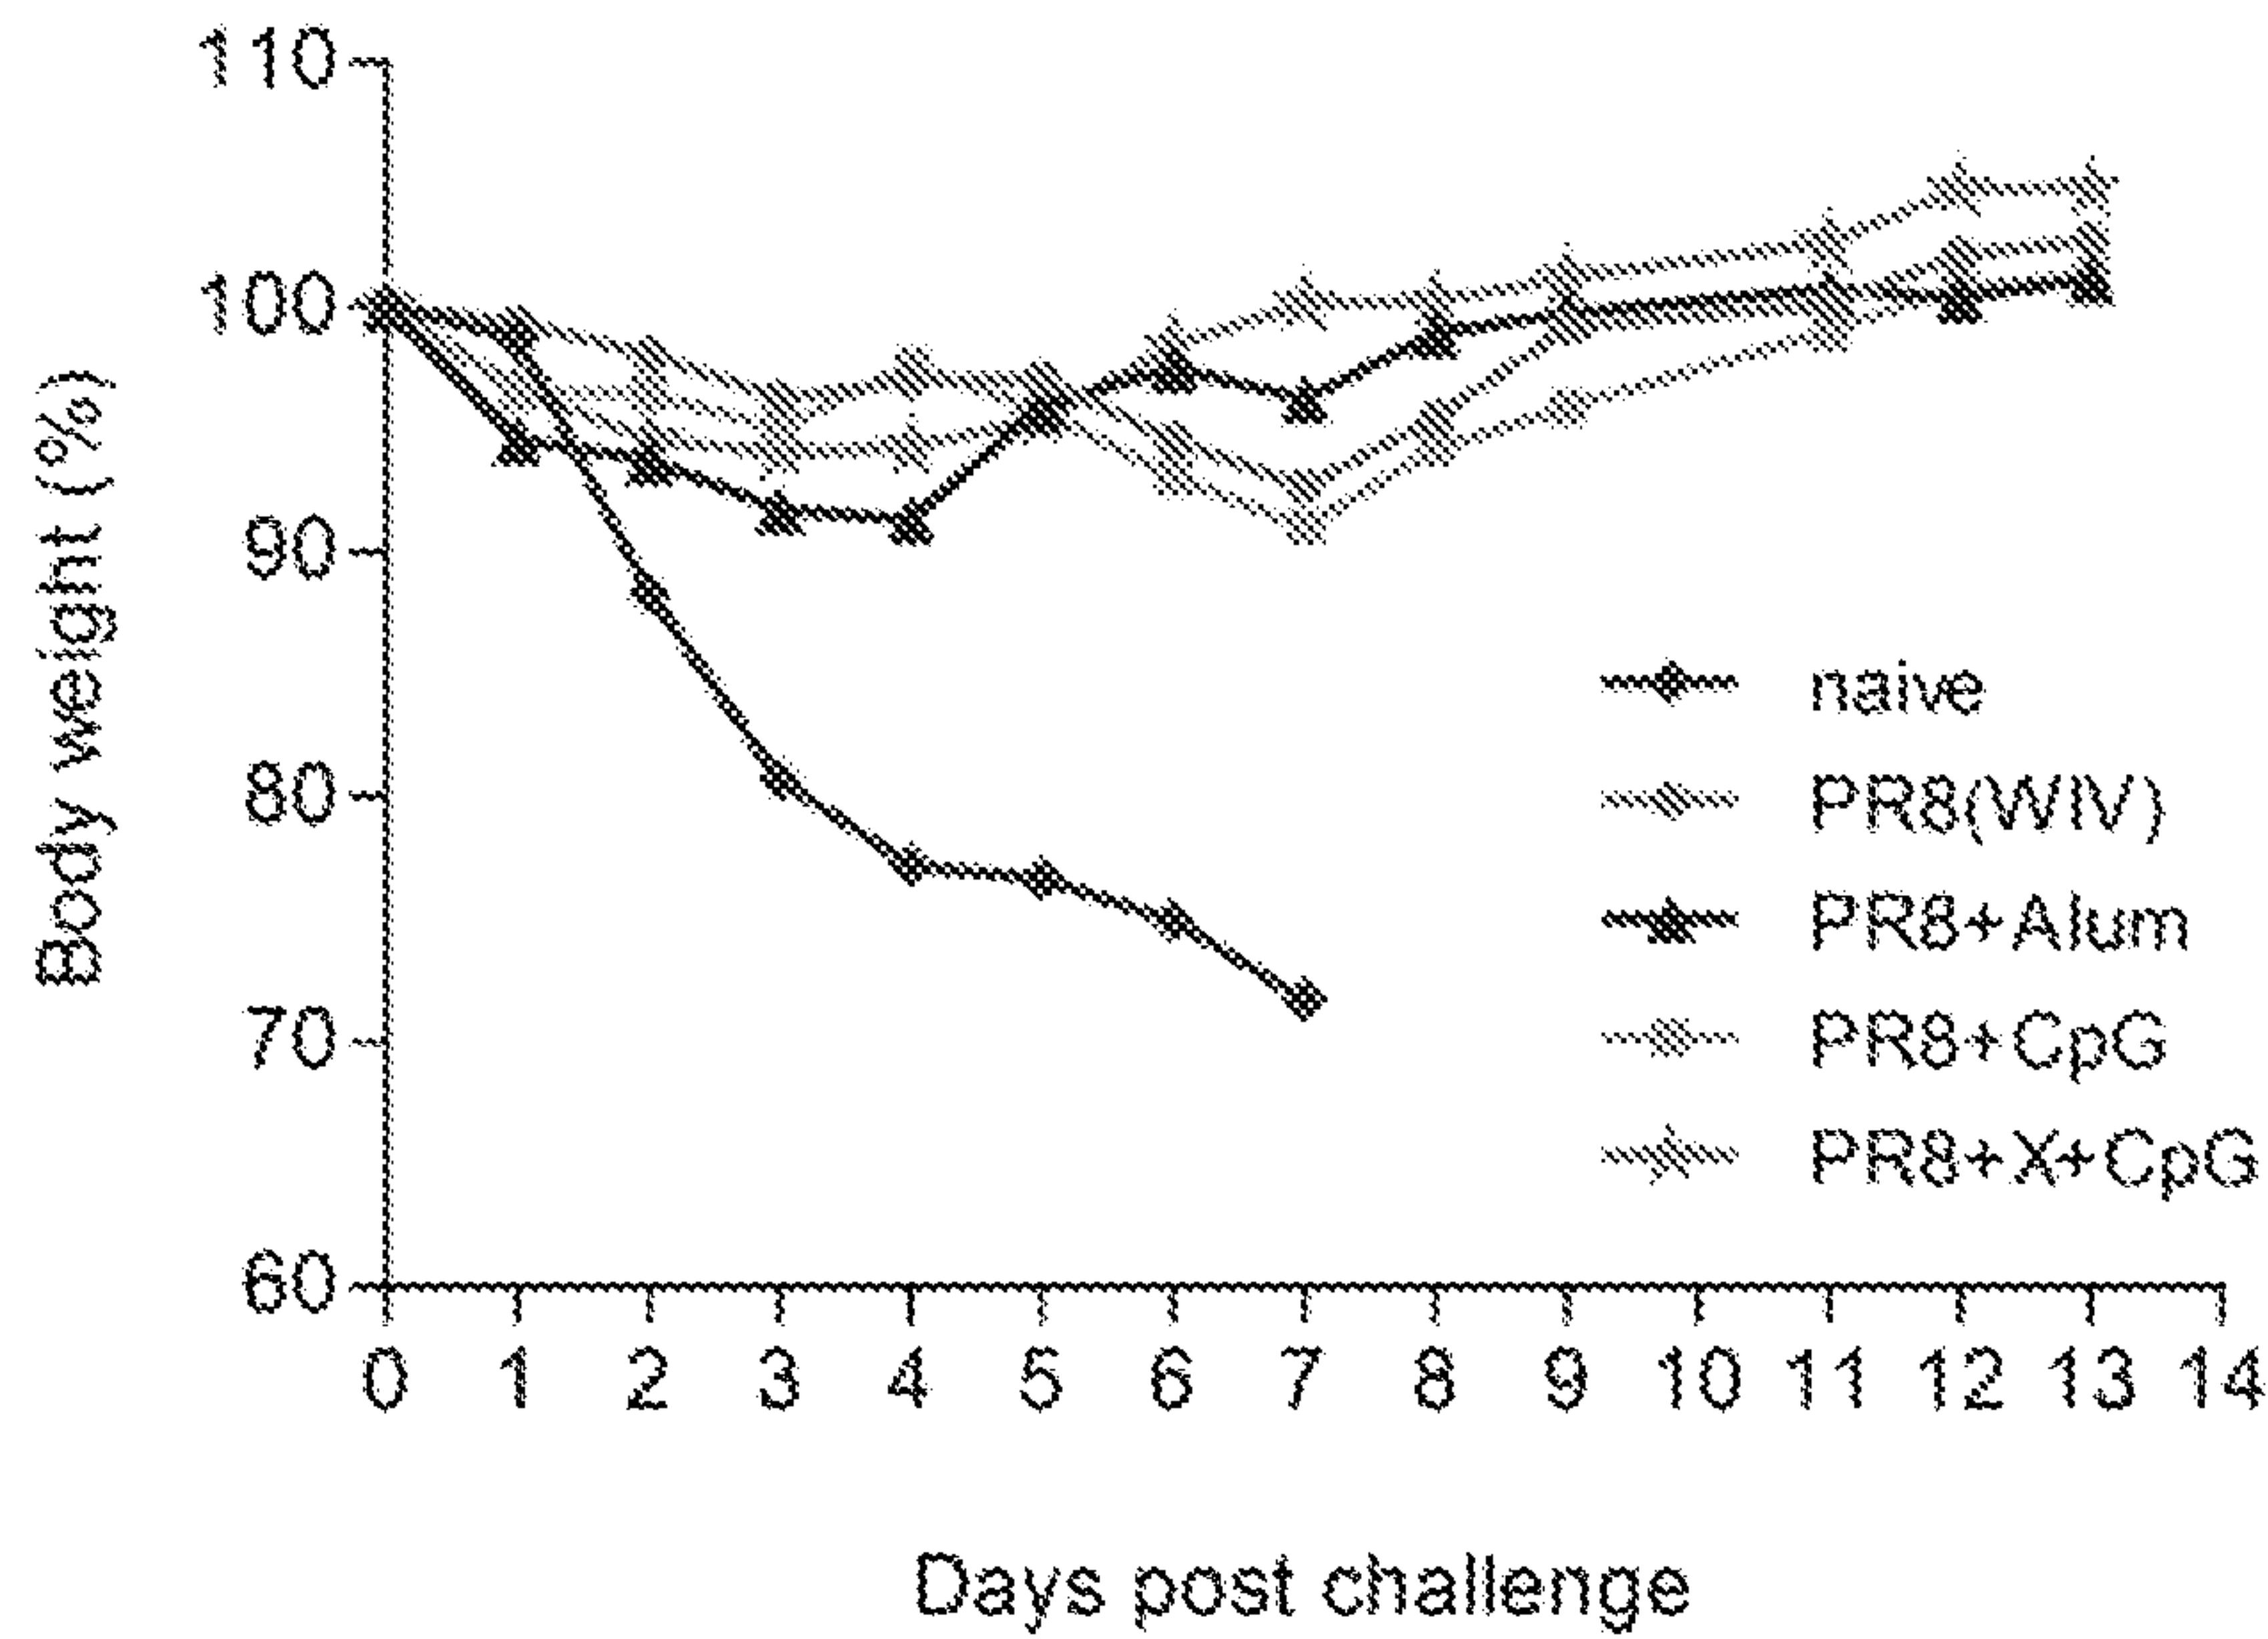 110
100
90
80
70
60
Body weight (%)
naive
PR8(WIV)
PR8+Alum
PR8+CpG
PR8+X+CpG
0 1 2 3 4 5 6 7 8 9 10 11 12 13 14
Days post challenge